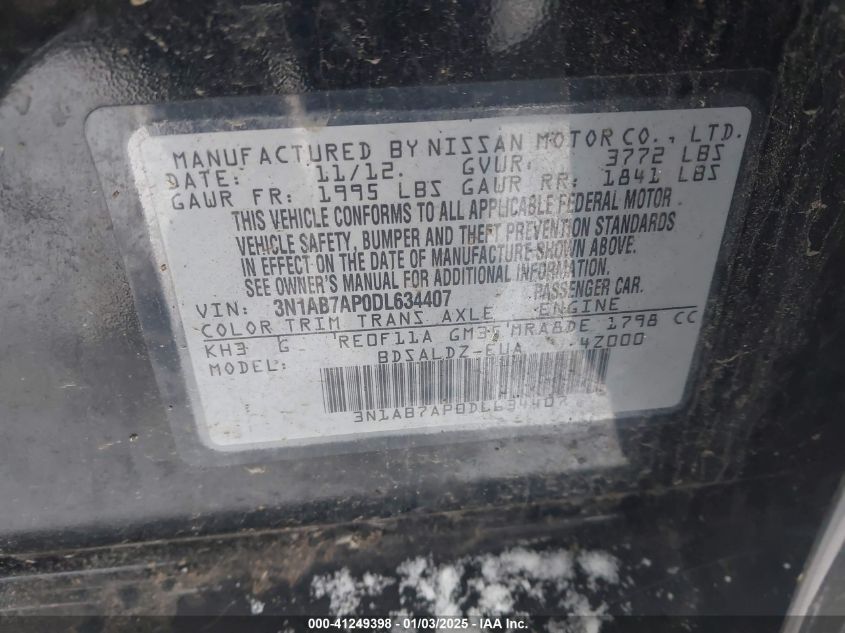 MANUFACTURED BY NISSAN MOTOR CO., LTD.
DATE: 11/12. GVWR: 3772 LBS
GAWR FR: 1995 LBS GAWR RR: 1841 LBS
THIS VEHICLE CONFORMS TO ALL APPLICABLE FEDERAL MOTOR
VEHICLE SAFETY, BUMPER AND THEFT PREVENTION STANDARDS
IN EFFECT ON THE DATE OF MANUFACTURE SHOWN ABOVE.
SEE OWNER'S MANUAL FOR ADDITIONAL INFORMATION.
VIN: 3N1AB7AP0DL634407 PASSENGER CAR.
COLOR TRIM TRANS AXLE ENGINE
KH3 G RE0F11A GM35 MRA8DE 1798 CC
MODEL: BDSALDZ-EUA 4Z000
3N1AB7AP0DL634407
000-41249398 - 01/03/2025 - IAA Inc.